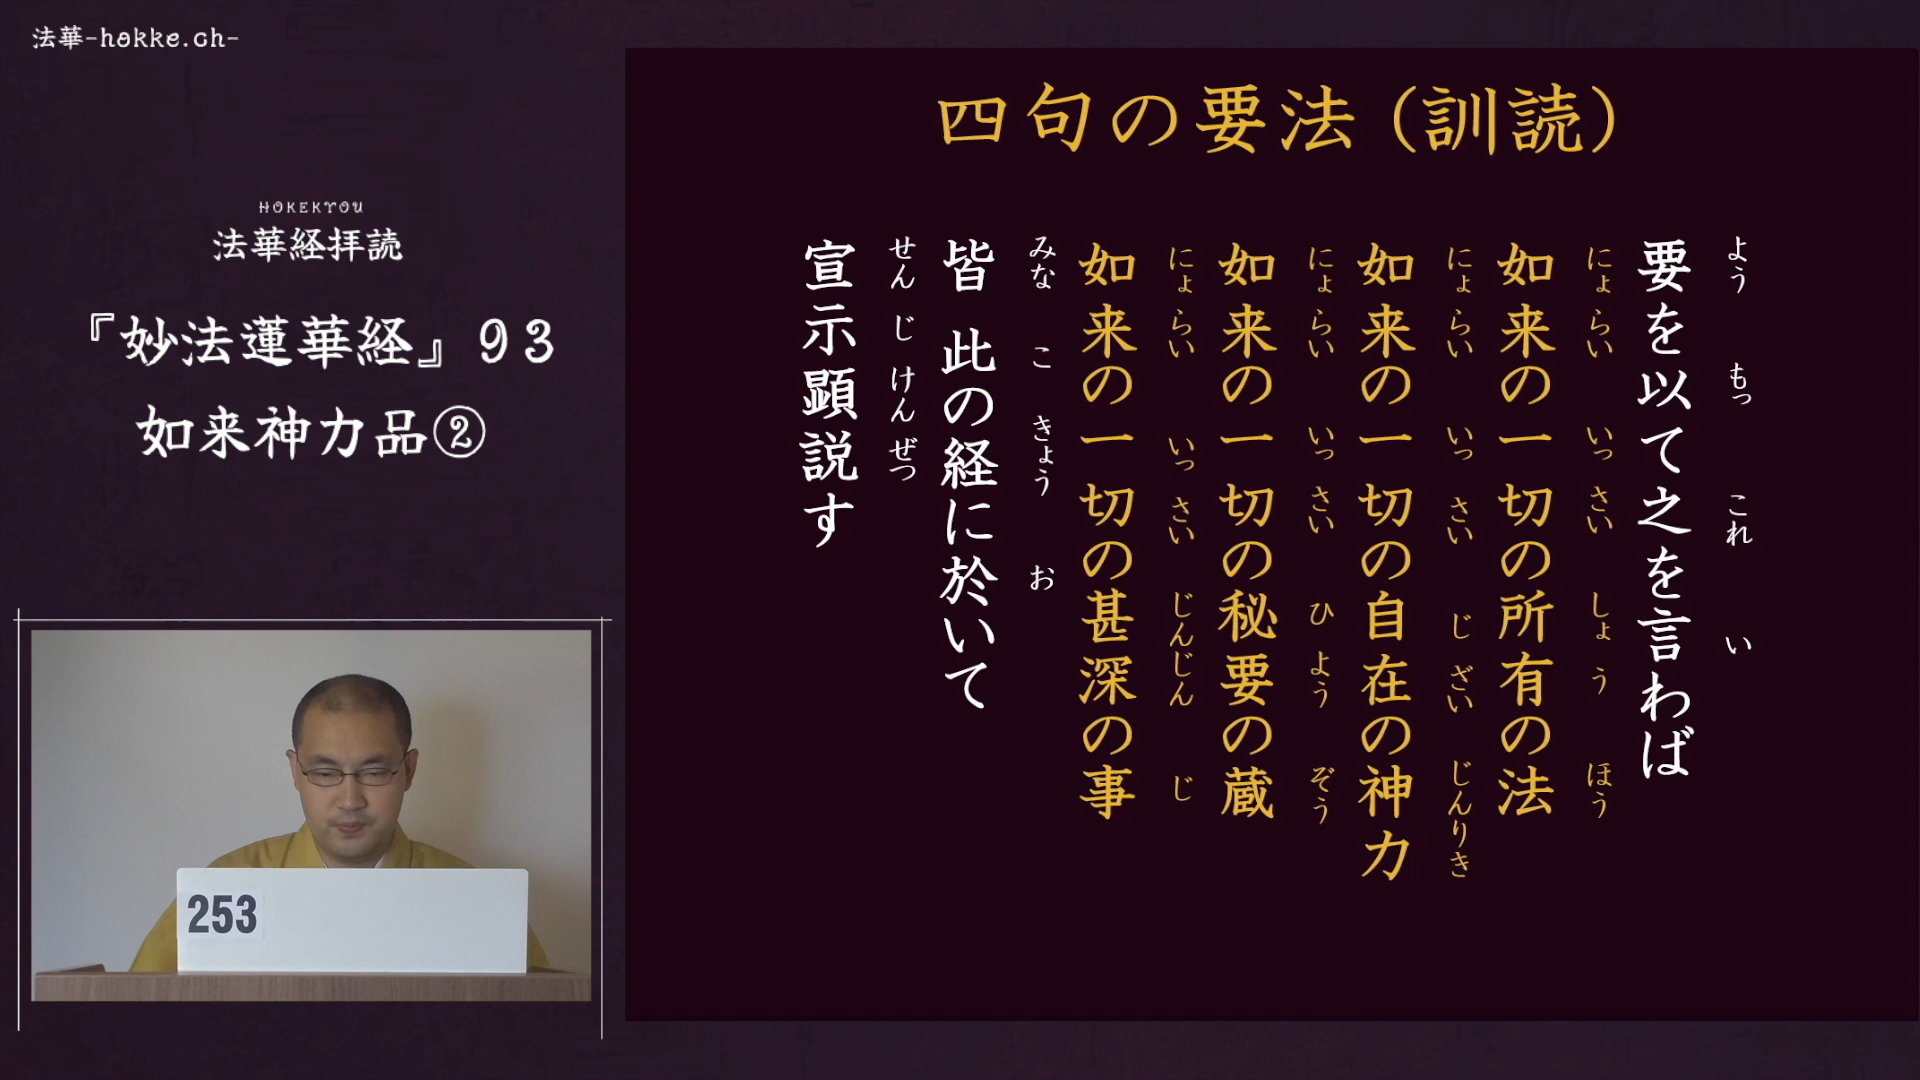 法華-hokke.ch-
HOKEKYOU
法華経拝読
『妙法蓮華経』９３
如来神力品②
253
四句の要法（訓読）
よう もっ これ い
要を以て之を言わば
にょ らい いっ さい しょ う ほう
如来の一切の所有の法
にょ らい いっ さい じ ざい じんりき
如来の一切の自在の神力
にょ らい いっ さい ひ よう ぞう
如来の一切の秘要の蔵
にょ らい いっ さい じんじん じ
如来の一切の甚深の事
みな こ きょう お
皆 此の経に於いて
せん じ けん ぜつ
宣示顕説す